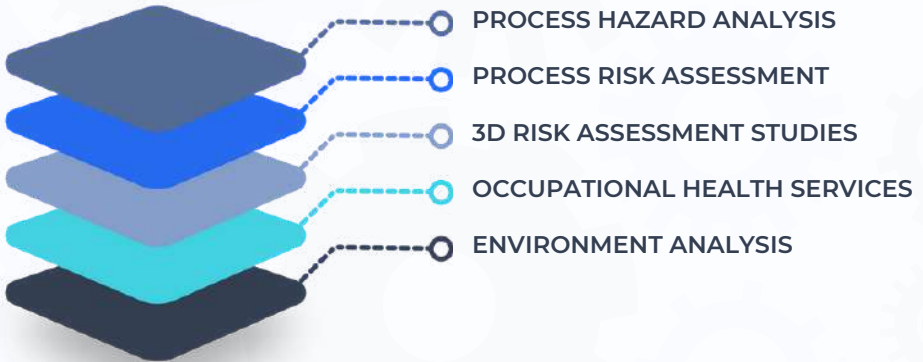 PROCESS HAZARD ANALYSIS
PROCESS RISK ASSESSMENT
3D RISK ASSESSMENT STUDIES
OCCUPATIONAL HEALTH SERVICES
ENVIRONMENT ANALYSIS